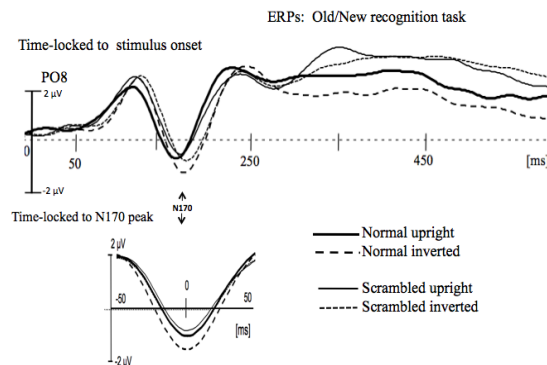 ERPs: Old/New recognition task
Time-locked to stimulus onset
PO8
2 µV
0
50
250
450
[ms]
-2 µV
N170
Time-locked to N170 peak
2 µV
0
-50
50
[ms]
-2 µV
Normal upright
Normal inverted
Scrambled upright
Scrambled inverted